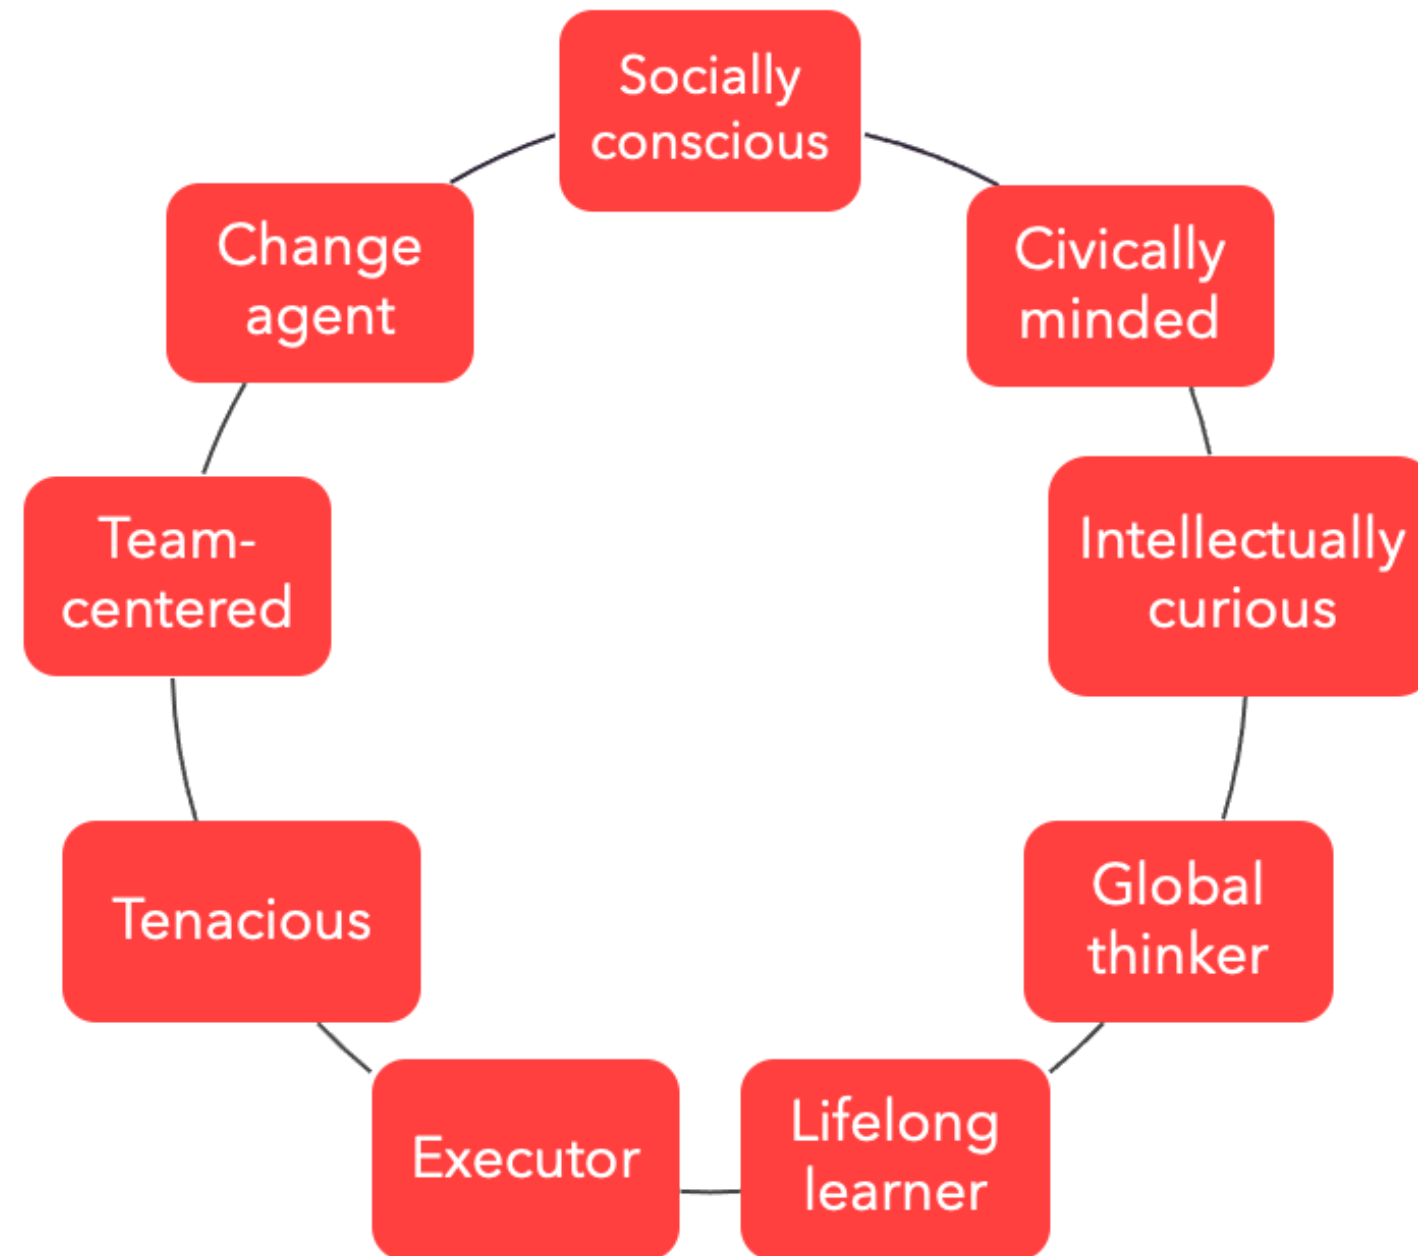 Socially
conscious
Civically
minded
Intellectually
curious
Global
thinker
Lifelong
learner
Executor
Tenacious
Team-
centered
Change
agent